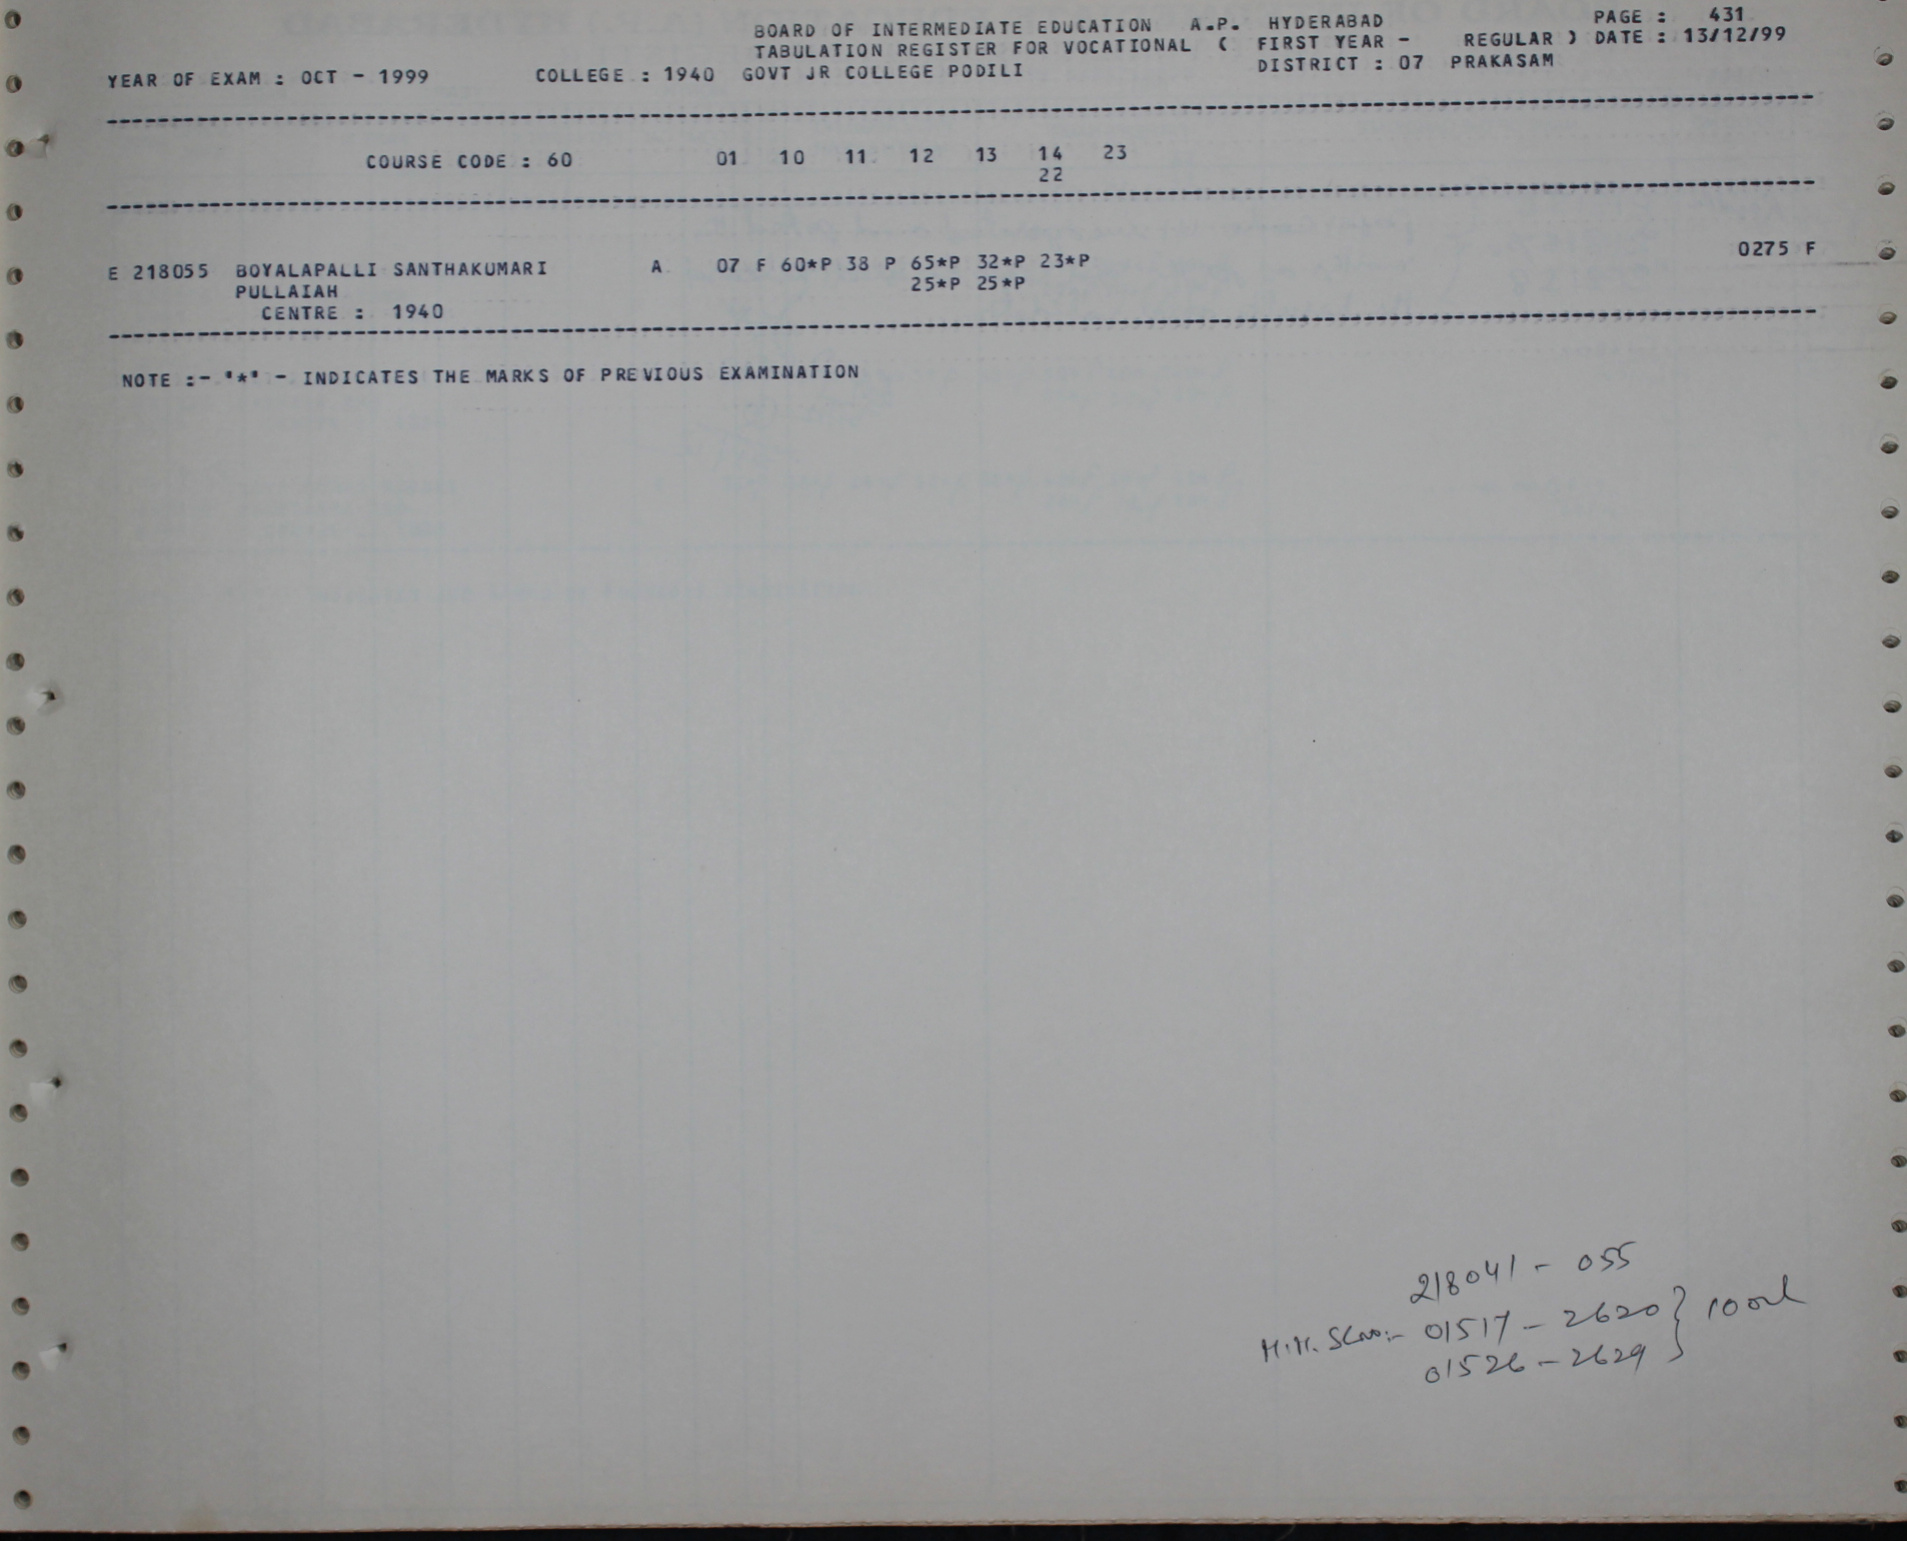 BOARD OF INTERMEDIATE EDUCATION A.P. HYDERABAD PAGE : 431
TABULATION REGISTER FOR VOCATIONAL ( FIRST YEAR - REGULAR ) DATE : 13/12/99
YEAR OF EXAM : OCT - 1999 COLLEGE : 1940 GOVT JR COLLEGE PODILI DISTRICT : 07 PRAKASAM
COURSE CODE : 60 01 10 11 12 13 14 23
22
E 218055 BOYALAPALLI SANTHAKUMARI A 07 F 60*P 38 P 65*P 32*P 23*P 0275 F
PULLAIAH 25*P 25*P
CENTRE : 1940
NOTE :- "*" - INDICATES THE MARKS OF PREVIOUS EXAMINATION
218041 - 055
01517 - 2620
01526 - 2629